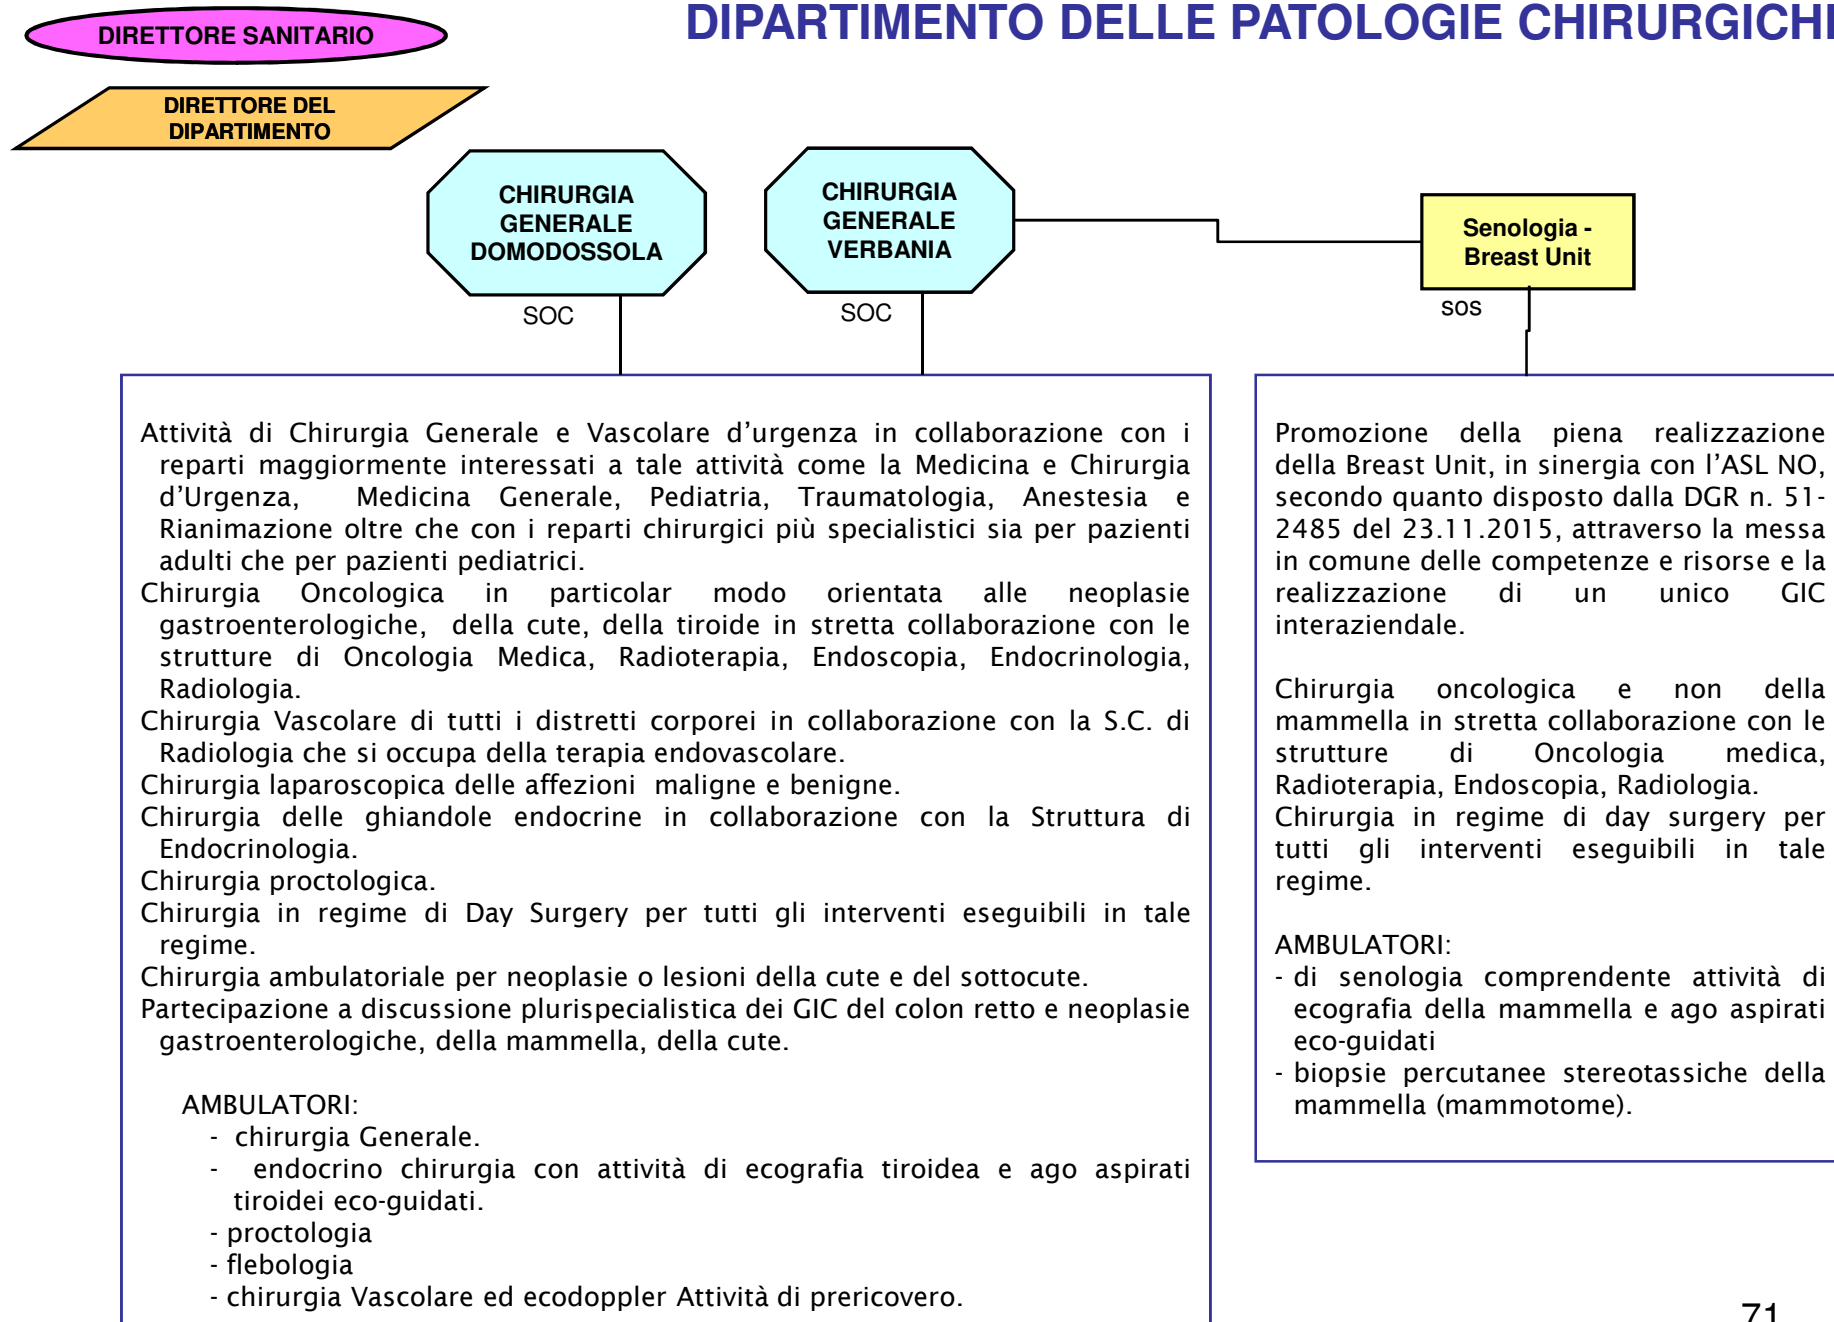 DIRETTORE SANITARIO
DIPARTIMENTO DELLE PATOLOGIE CHIRURGICHE
DIRETTORE DEL
DIPARTIMENTO
CHIRURGIA
GENERALE
DOMODOSSOLA
SOC
CHIRURGIA
GENERALE
VERBANIA
SOC
Senologia -
Breast Unit
SOS
Attività di Chirurgia Generale e Vascolare d’urgenza in collaborazione con i
reparti maggiormente interessati a tale attività come la Medicina e Chirurgia
d’Urgenza, Medicina Generale, Pediatria, Traumatologia, Anestesia e
Rianimazione oltre che con i reparti chirurgici più specialistici sia per pazienti
adulti che per pazienti pediatrici.
Chirurgia Oncologica in particolar modo orientata alle neoplasie
gastroenterologiche, della cute, della tiroide in stretta collaborazione con le
strutture di Oncologia Medica, Radioterapia, Endoscopia, Endocrinologia,
Radiologia.
Chirurgia Vascolare di tutti i distretti corporei in collaborazione con la S.C. di
Radiologia che si occupa della terapia endovascolare.
Chirurgia laparoscopica delle affezioni maligne e benigne.
Chirurgia delle ghiandole endocrine in collaborazione con la Struttura di
Endocrinologia.
Chirurgia proctologica.
Chirurgia in regime di Day Surgery per tutti gli interventi eseguibili in tale
regime.
Chirurgia ambulatoriale per neoplasie o lesioni della cute e del sottocute.
Partecipazione a discussione plurispecialistica dei GIC del colon retto e neoplasie
gastroenterologiche, della mammella, della cute.
AMBULATORI:
- chirurgia Generale.
- endocrino chirurgia con attività di ecografia tiroidea e ago aspirati
tiroidei eco-guidati.
- proctologia
- flebologia
- chirurgia Vascolare ed ecodoppler Attività di prericovero.
Promozione della piena realizzazione
della Breast Unit, in sinergia con l’ASL NO,
secondo quanto disposto dalla DGR n. 51-
2485 del 23.11.2015, attraverso la messa
in comune delle competenze e risorse e la
realizzazione di un unico GIC
interaziendale.
Chirurgia oncologica e non della
mammella in stretta collaborazione con le
strutture di Oncologia medica,
Radioterapia, Endoscopia, Radiologia.
Chirurgia in regime di day surgery per
tutti gli interventi eseguibili in tale
regime.
AMBULATORI:
- di senologia comprendente attività di
ecografia della mammella e ago aspirati
eco-guidati
- biopsie percutanee stereotassiche della
mammella (mammotome).
71